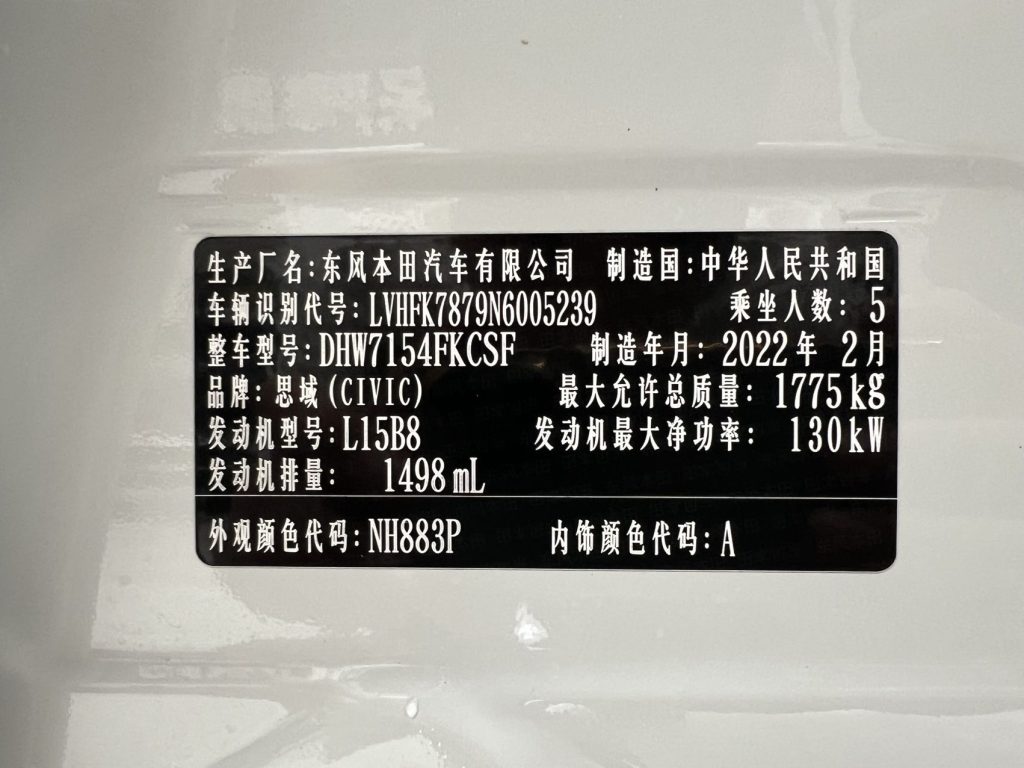 生产厂名:东风本田汽车有限公司 制造国:中华人民共和国
车辆识别代号:LVHFK7879N6005239 乘坐人数:5
整车型号:DHW7154FKCSF 制造年月:2022年 2月
品牌:思域(CIVIC) 最大允许总质量:1775kg
发动机型号:L15B8 发动机最大净功率: 130kW
发动机排量: 1498mL
外观颜色代码:NH883P 内饰颜色代码:A